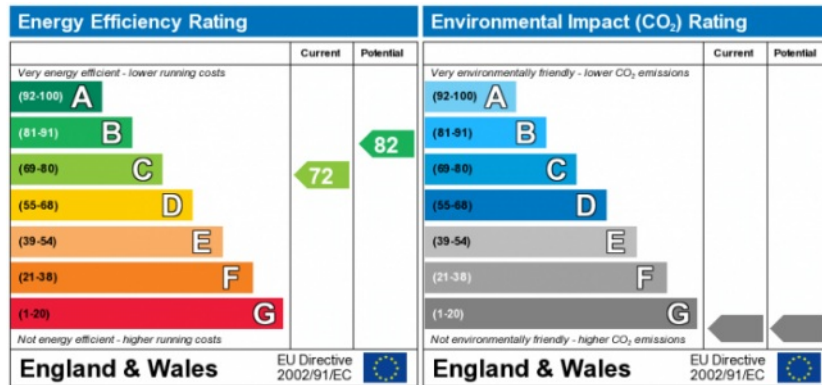 Energy Efficiency Rating
Current Potential
Very energy efficient - lower running costs
(92-100) A
(81-91) B
82
(69-80) C
72
(55-68) D
(39-54) E
(21-38) F
(1-20) G
Not energy efficient - higher running costs
England & Wales
EU Directive
2002/91/EC
Environmental Impact (CO₂) Rating
Current Potential
Very environmentally friendly - lower CO₂ emissions
(92-100) A
(81-91) B
(69-80) C
(55-68) D
(39-54) E
(21-38) F
(1-20) G
Not environmentally friendly - higher CO₂ emissions
England & Wales
EU Directive
2002/91/EC